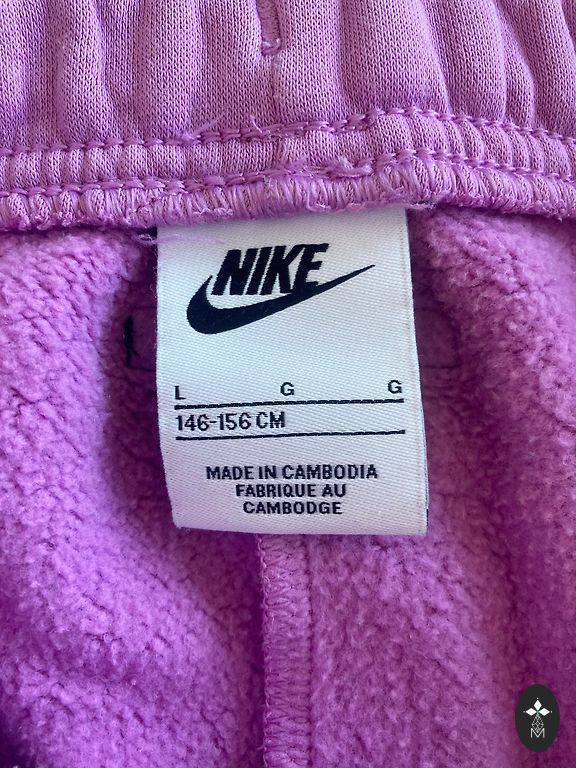 NIKE
L G G
146-156 CM
MADE IN CAMBODIA
FABRIQUE AU
CAMBODGE